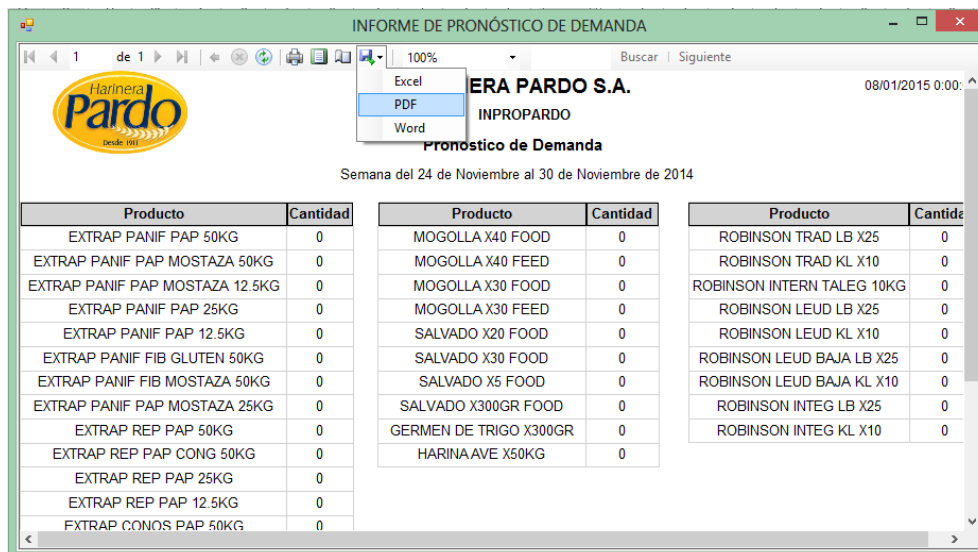 INFORME DE PRONÓSTICO DE DEMANDA
1 de 1 100% Buscar | Siguiente
Excel
PDF
Word
Harinera
Pardo
Desde 1911
ERA PARDO S.A.
08/01/2015 0:00:
INPROPARDO
Pronóstico de Demanda
Semana del 24 de Noviembre al 30 de Noviembre de 2014
Producto Cantidad Producto Cantidad Producto Cantida
EXTRAP PANIF PAP 50KG 0 MOGOLLA X40 FOOD 0 ROBINSON TRAD LB X25 0
EXTRAP PANIF PAP MOSTAZA 50KG 0 MOGOLLA X40 FEED 0 ROBINSON TRAD KL X10 0
EXTRAP PANIF PAP MOSTAZA 12.5KG 0 MOGOLLA X30 FOOD 0 ROBINSON INTERN TALEG 10KG 0
EXTRAP PANIF PAP 25KG 0 MOGOLLA X30 FEED 0 ROBINSON LEUD LB X25 0
EXTRAP PANIF PAP 12.5KG 0 SALVADO X20 FOOD 0 ROBINSON LEUD KL X10 0
EXTRAP PANIF FIB GLUTEN 50KG 0 SALVADO X30 FOOD 0 ROBINSON LEUD BAJA LB X25 0
EXTRAP PANIF FIB MOSTAZA 50KG 0 SALVADO X5 FOOD 0 ROBINSON LEUD BAJA KL X10 0
EXTRAP PANIF PAP MOSTAZA 25KG 0 SALVADO X300GR FOOD 0 ROBINSON INTEG LB X25 0
EXTRAP REP PAP 50KG 0 GERMEN DE TRIGO X300GR 0 ROBINSON INTEG KL X10 0
EXTRAP REP PAP CONG 50KG 0 HARINA AVE X50KG 0
EXTRAP REP PAP 25KG 0
EXTRAP REP PAP 12.5KG 0
EXTRAP CONOS PAP 50KG 0